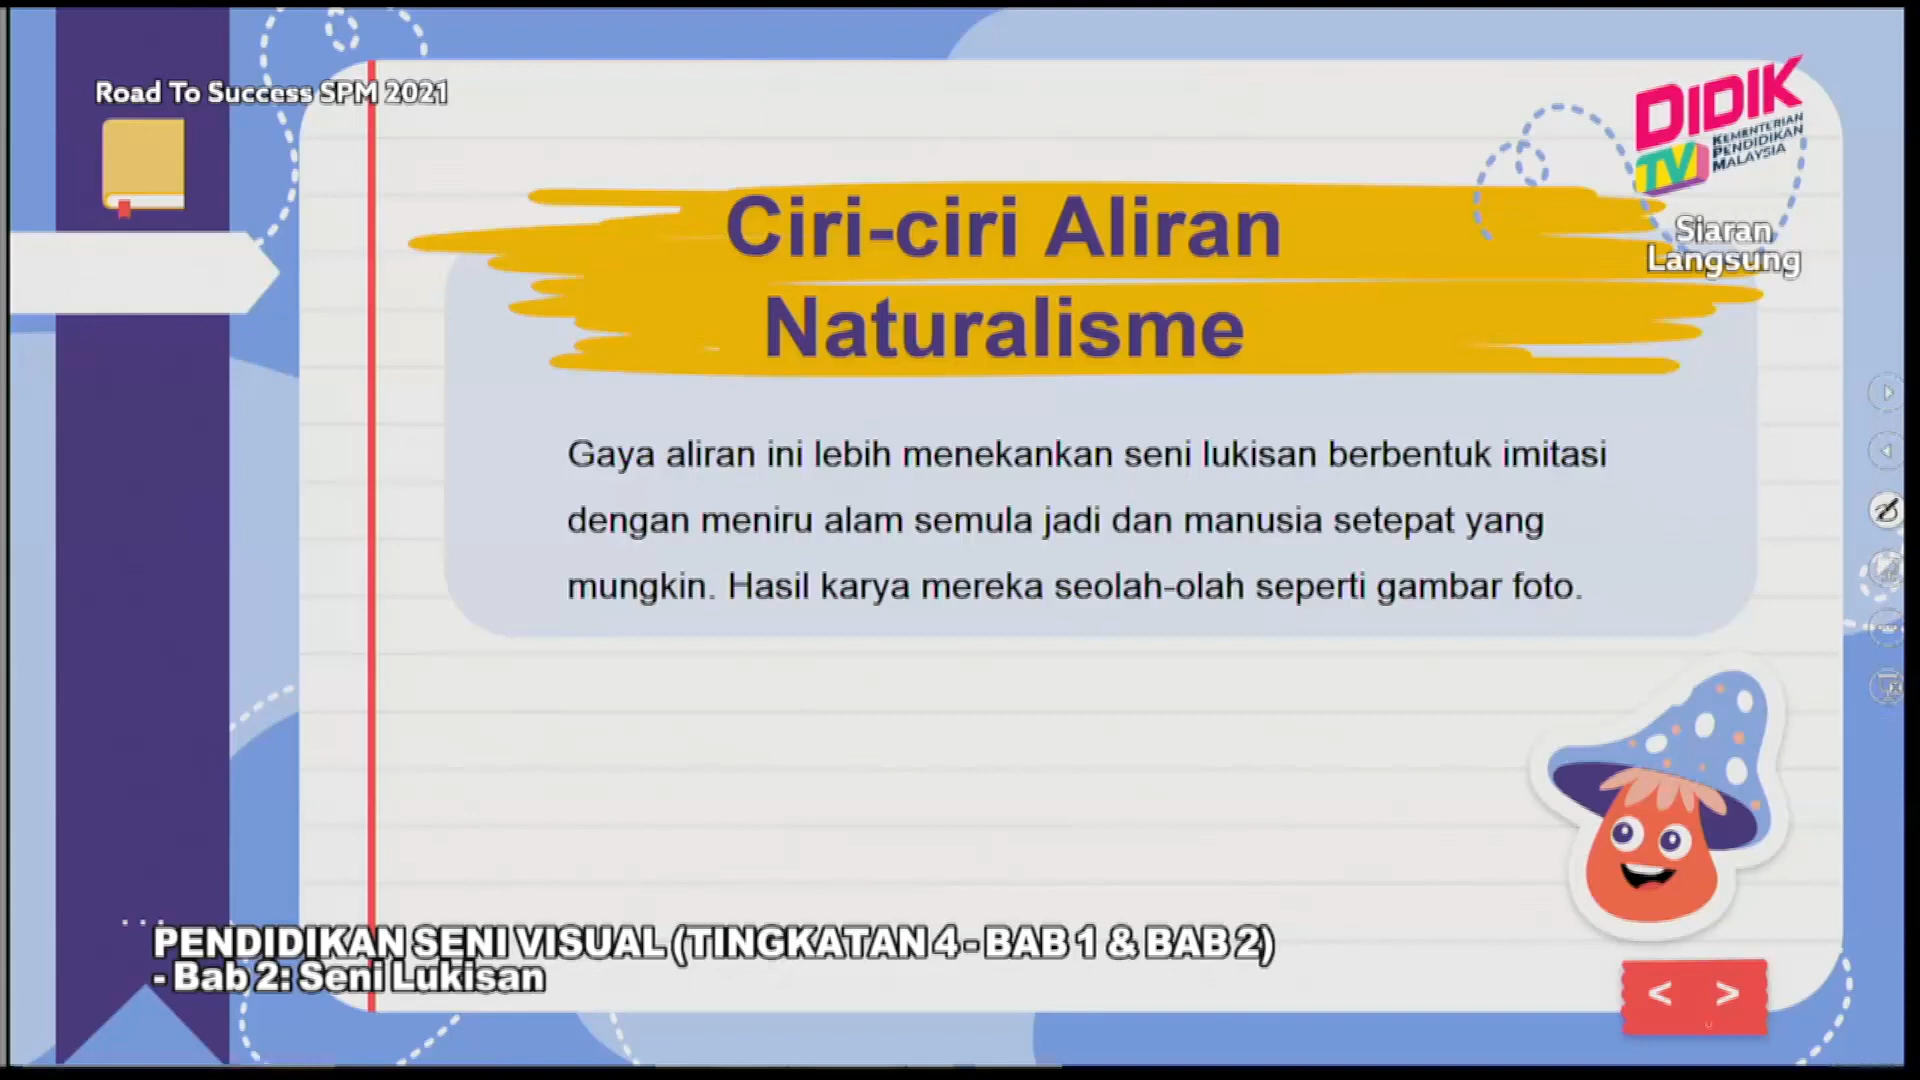 Road To Success SPM 2021
DIDIK
TV
KEMENTERIAN
PENDIDIKAN
MALAYSIA
Siaran
Langsung
Ciri-ciri Aliran
Naturalisme
Gaya aliran ini lebih menekankan seni lukisan berbentuk imitasi
dengan meniru alam semula jadi dan manusia setepat yang
mungkin. Hasil karya mereka seolah-olah seperti gambar foto.
PENDIDIKAN SENI VISUAL (TINGKATAN 4 - BAB 1 & BAB 2)
- Bab 2: Seni Lukisan
< >